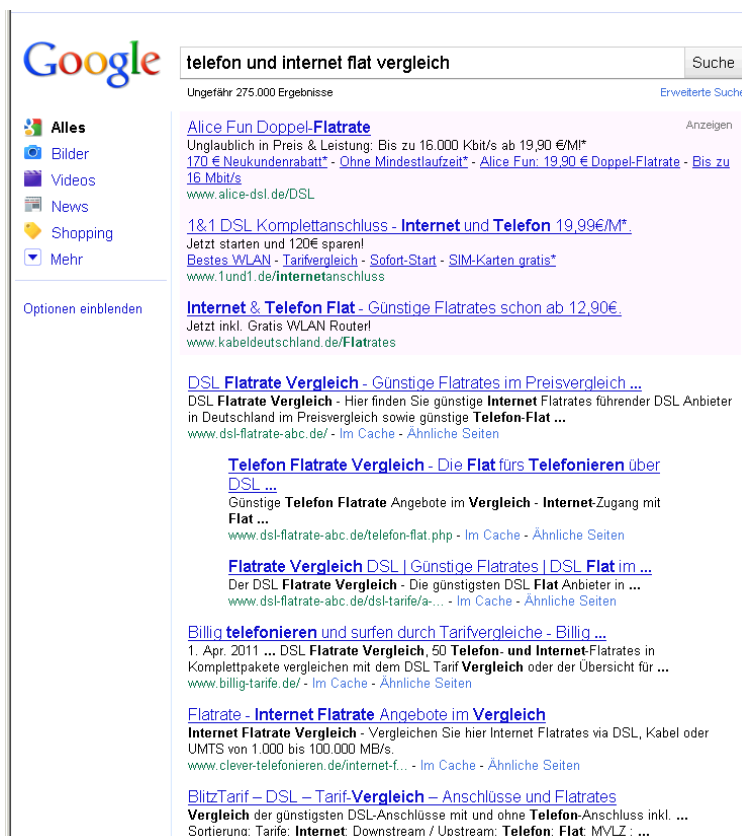 Google
telefon und internet flat vergleich
Suche
Ungefähr 275.000 Ergebnisse
Erweiterte Suche
Alles
Bilder
Videos
News
Shopping
Mehr
Optionen einblenden
Alice Fun Doppel-Flatrate
Anzeigen
Unglaublich in Preis & Leistung: Bis zu 16.000 Kbit/s ab 19,90 €/M!*
170 € Neukundenrabatt* - Ohne Mindestlaufzeit* - Alice Fun: 19,90 € Doppel-Flatrate - Bis zu
16 Mbit/s
www.alice-dsl.de/DSL
1&1 DSL Komplettanschluss - Internet und Telefon 19,99€/M*.
Jetzt starten und 120€ sparen!
Bestes WLAN - Tarifvergleich - Sofort-Start - SIM-Karten gratis*
www.1und1.de/internetanschluss
Internet & Telefon Flat - Günstige Flatrates schon ab 12,90€.
Jetzt inkl. Gratis WLAN Router!
www.kabeldeutschland.de/Flatrates
DSL Flatrate Vergleich - Günstige Flatrates im Preisvergleich ...
DSL Flatrate Vergleich - Hier finden Sie günstige Internet Flatrates führender DSL Anbieter
in Deutschland im Preisvergleich sowie günstige Telefon-Flat ...
www.dsl-flatrate-abc.de/ - Im Cache - Ähnliche Seiten
Telefon Flatrate Vergleich - Die Flat fürs Telefonieren über
DSL ...
Günstige Telefon Flatrate Angebote im Vergleich - Internet-Zugang mit
Flat ...
www.dsl-flatrate-abc.de/telefon-flat.php - Im Cache - Ähnliche Seiten
Flatrate Vergleich DSL | Günstige Flatrates | DSL Flat im ...
Der DSL Flatrate Vergleich - Die günstigsten DSL Flat Anbieter in ...
www.dsl-flatrate-abc.de/dsl-tarife/a-... - Im Cache - Ähnliche Seiten
Billig telefonieren und surfen durch Tarifvergleiche - Billig ...
1. Apr. 2011 ... DSL Flatrate Vergleich, 50 Telefon- und Internet-Flatrates in
Komplettpakete vergleichen mit dem DSL Tarif Vergleich oder der Übersicht für ...
www.billig-tarife.de/ - Im Cache - Ähnliche Seiten
Flatrate - Internet Flatrate Angebote im Vergleich
Internet Flatrate Vergleich - Vergleichen Sie hier Internet Flatrates via DSL, Kabel oder
UMTS von 1.000 bis 100.000 MB/s.
www.clever-telefonieren.de/internet-f... - Im Cache - Ähnliche Seiten
BlitzTarif – DSL – Tarif-Vergleich – Anschlüsse und Flatrates
Vergleich der günstigsten DSL-Anschlüsse mit und ohne Telefon-Anschluss inkl. ...
Sortierung: Tarife; Internet; Downstream / Upstream; Telefon; Flat; MVLZ ; ...